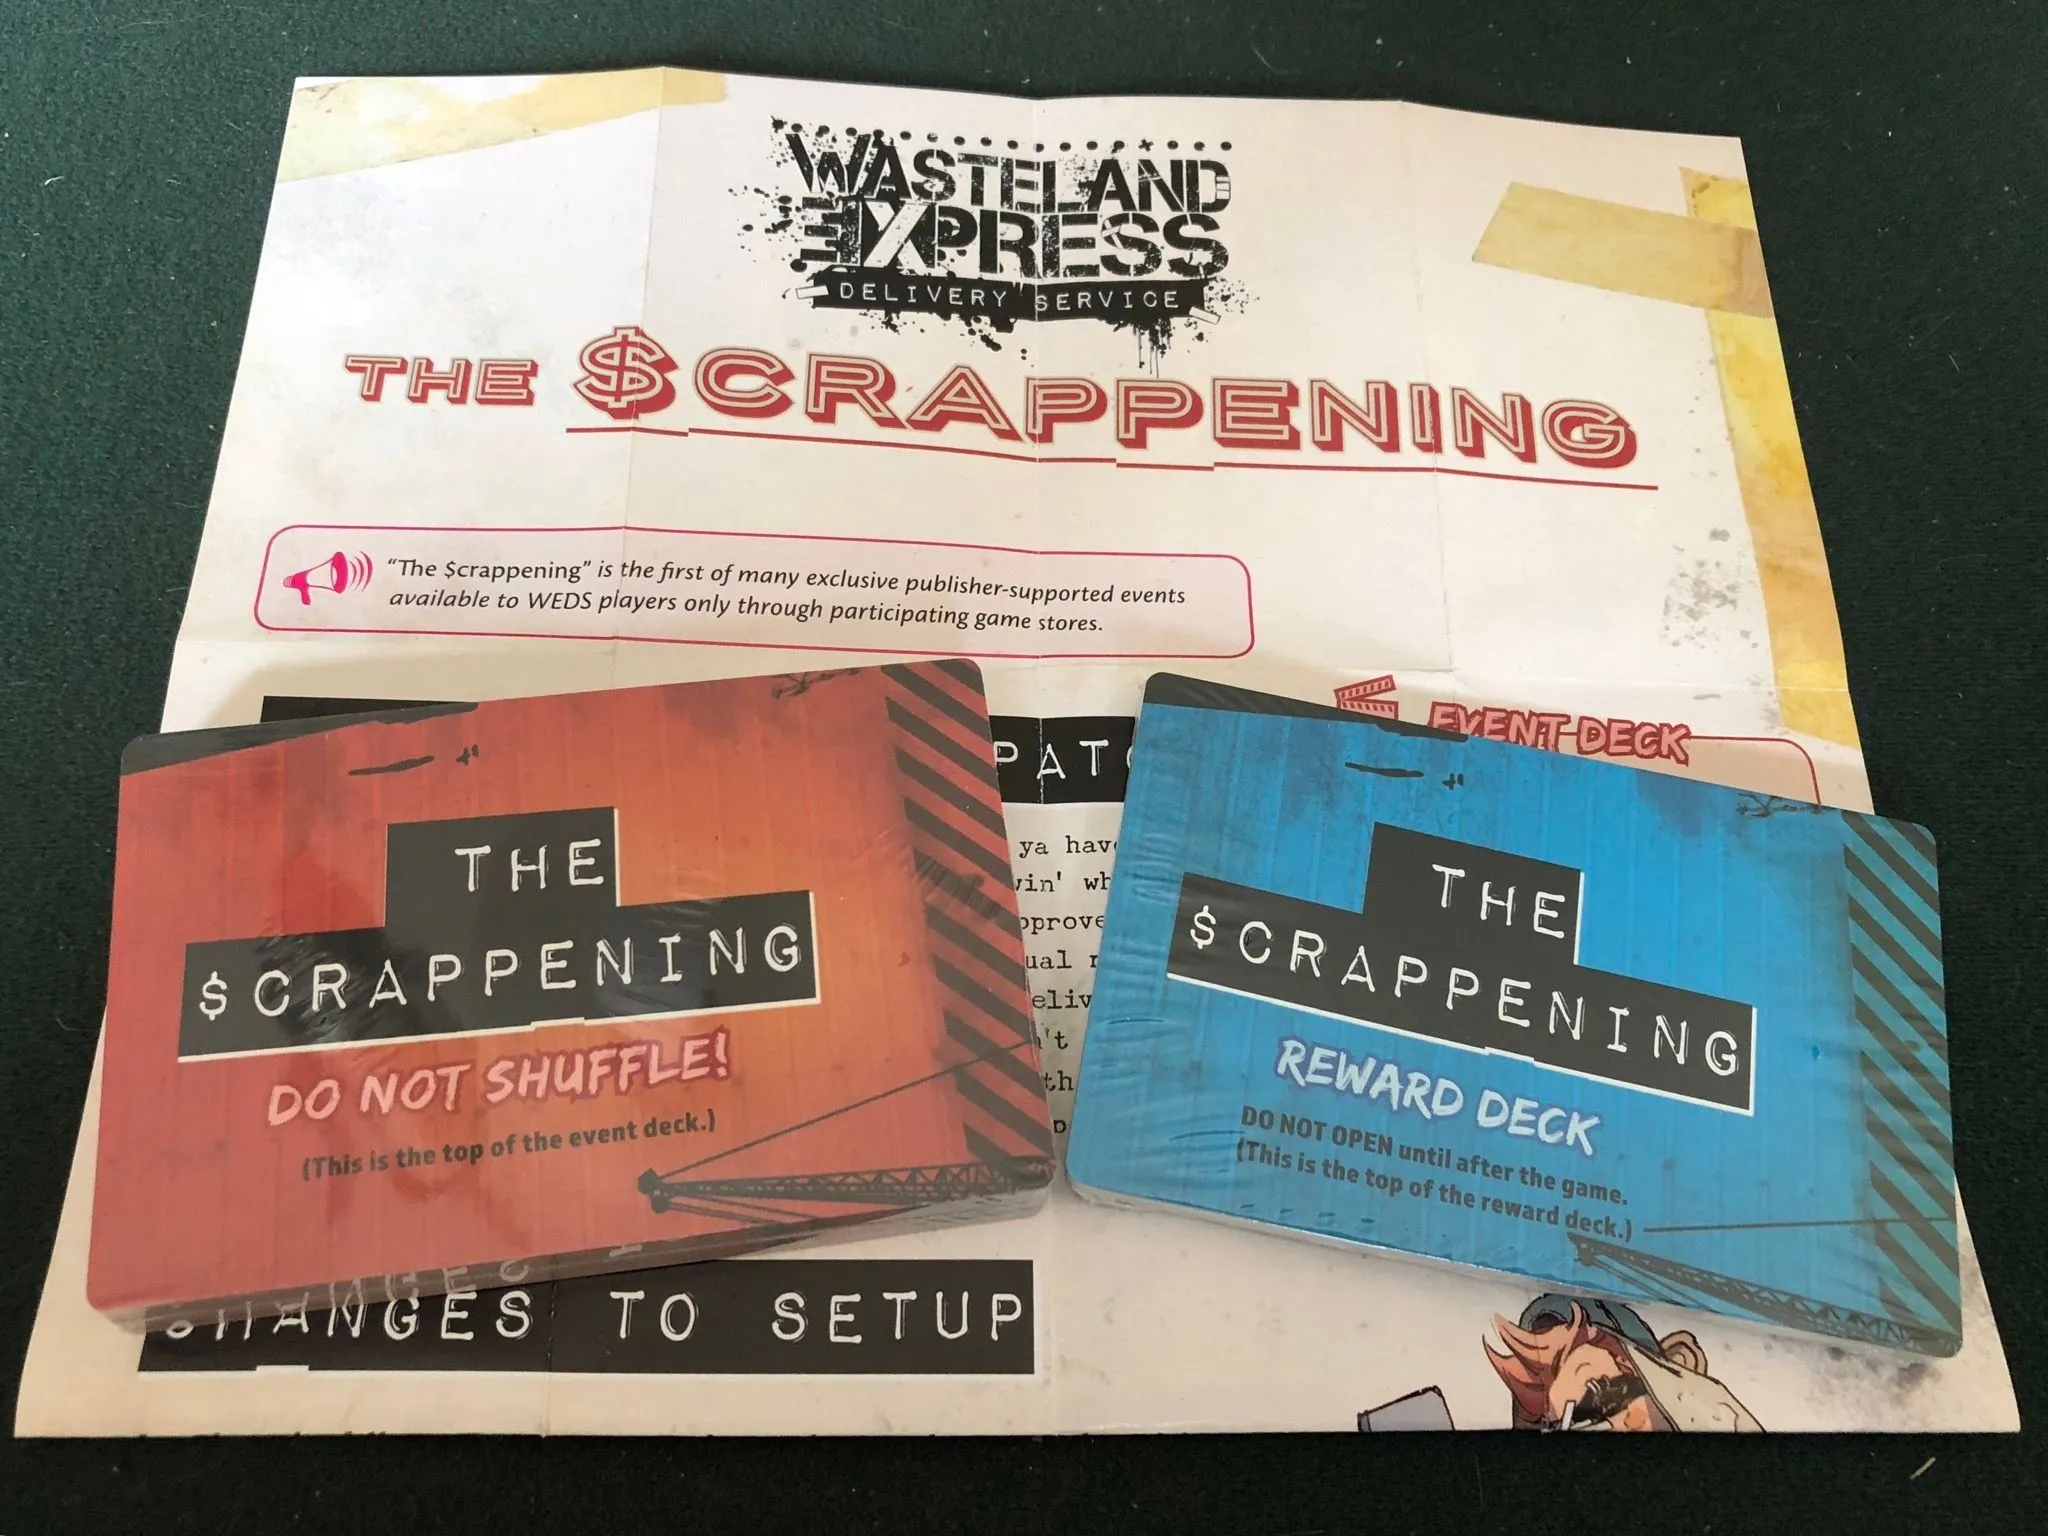 WASTELAND
EXPRESS
DELIVERY SERVICE
THE $CRAPPENING
“The $crappening” is the first of many exclusive publisher-supported events
available to WEDS players only through participating game stores.
EVENT DECK
THE
$CRAPPENING
DO NOT SHUFFLE!
(This is the top of the event deck.)
ya
THE
$CRAPPENING
REWARD DECK
DO NOT OPEN until after the game.
(This is the top of the reward deck.)
CHANGES TO SETUP